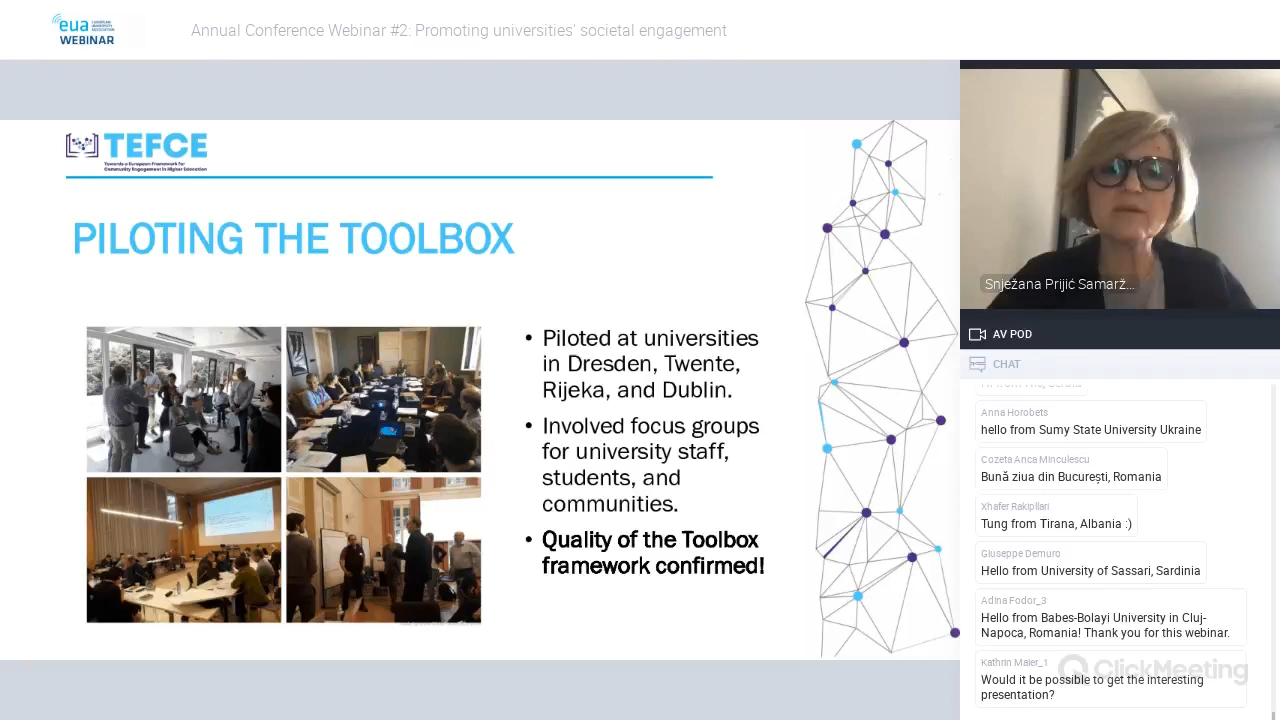 eua EUROPEAN UNIVERSITY ASSOCIATION
WEBINAR
Annual Conference Webinar #2: Promoting universities' societal engagement
TEFCE
Towards a European Framework for
Community Engagement in Higher Education
PILOTING THE TOOLBOX
• Piloted at universities
in Dresden, Twente,
Rijeka, and Dublin.
• Involved focus groups
for university staff,
students, and
communities.
• Quality of the Toolbox
framework confirmed!
Snježana Prijić Samarž...
AV POD
CHAT
Anna Horobets
hello from Sumy State University Ukraine
Cozeta Anca Minculescu
Bună ziua din București, Romania
Xhafer Rakipllari
Tung from Tirana, Albania :)
Giuseppe Demuro
Hello from University of Sassari, Sardinia
Adina Fodor_3
Hello from Babes-Bolayi University in Cluj-
Napoca, Romania! Thank you for this webinar.
Kathrin Maier_1
Would it be possible to get the interesting
presentation?
ClickMeeting